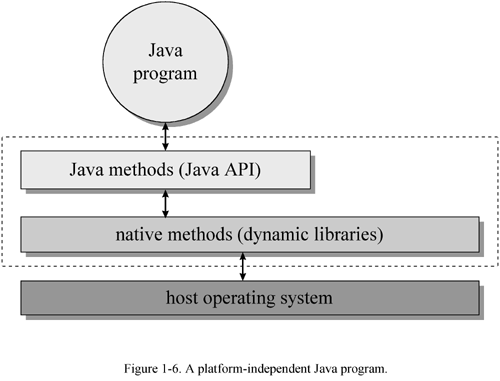 Java
program
Java methods (Java API)
native methods (dynamic libraries)
host operating system
Figure 1-6. A platform-independent Java program.